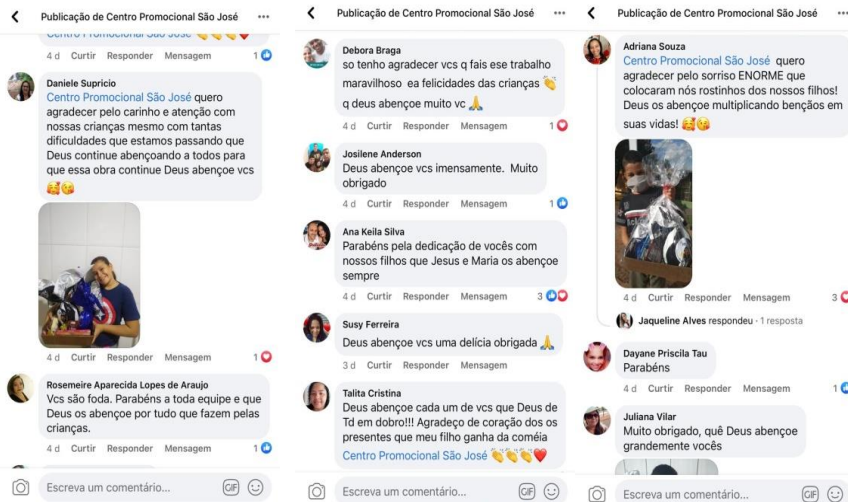 Publicação de Centro Promocional São José
Centro Promocional São José
4 d Curtir Responder Mensagem 1
Daniele Supricio
Centro Promocional São José quero
agradecer pelo carinho e atenção com
nossas crianças mesmo com tantas
dificuldades que estamos passando que
Deus continue abençoando a todos para
que essa obra continue Deus abençoe vcs
🥰😘
4 d Curtir Responder Mensagem 1
Rosemeire Aparecida Lopes de Araujo
Vcs são foda. Parabéns a toda equipe e que
Deus os abençoe por tudo que fazem pelas
crianças.
4 d Curtir Responder Mensagem 1
Escreva um comentário... GIF
Publicação de Centro Promocional São José
Debora Braga
so tenho agradecer vcs q fais ese trabalho
maravilhoso ea felicidades das crianças 👏
q deus abençoe muito vc 🙏
4 d Curtir Responder Mensagem 1
Josilene Anderson
Deus abençoe vcs imensamente. Muito
obrigado
4 d Curtir Responder Mensagem 1
Ana Keila Silva
Parabéns pela dedicação de vocês com
nossos filhos que Jesus e Maria os abençoe
sempre
4 d Curtir Responder Mensagem 3
Susy Ferreira
Deus abençoe vcs uma delícia obrigada 🙏
3 d Curtir Responder Mensagem
Talita Cristina
Deus abençoe cada um de vcs que Deus de
Td em dobro!!! Agradeço de coração dos os
presentes que meu filho ganha da coméia
Centro Promocional São José 👏👏👏❤️
Escreva um comentário... GIF
Publicação de Centro Promocional São José
Adriana Souza
Centro Promocional São José quero
agradecer pelo sorriso ENORME que
colocaram nós rostinhos dos nossos filhos!
Deus os abençoe multiplicando bençãos em
suas vidas! 🥰😘
4 d Curtir Responder Mensagem 3
Jaqueline Alves respondeu · 1 resposta
Dayane Priscila Tau
Parabéns
4 d Curtir Responder Mensagem 1
Juliana Vilar
Muito obrigado, quê Deus abençoe
grandemente vocês
Escreva um comentário... GIF